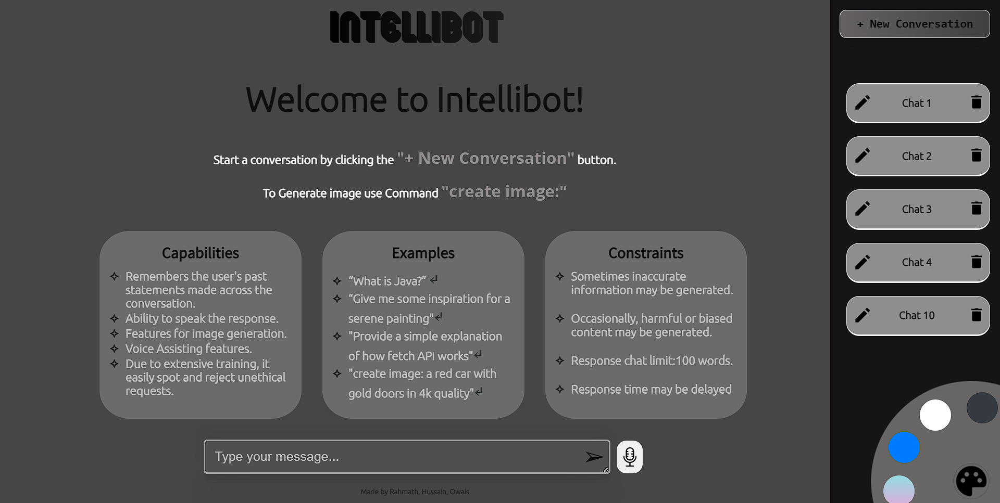 INTELLIBOT
+ New Conversation
Welcome to Intellibot!
Start a conversation by clicking the "+ New Conversation" button.
To Generate image use Command "create image:"
Capabilities
Remembers the user's past
statements made across the
conversation.
Ability to speak the response.
Features for image generation.
Voice Assisting features.
Due to extensive training, it
easily spot and reject unethical
requests.
Examples
“What is Java?”
“Give me some inspiration for a
serene painting"
"Provide a simple explanation
of how fetch API works"
"create image: a red car with
gold doors in 4k quality"
Constraints
Sometimes inaccurate
information may be generated.
Occasionally, harmful or biased
content may be generated.
Response chat limit:100 words.
Response time may be delayed
Type your message...
Made by Rahmath, Hussain, Owais
Chat 1
Chat 2
Chat 3
Chat 4
Chat 10